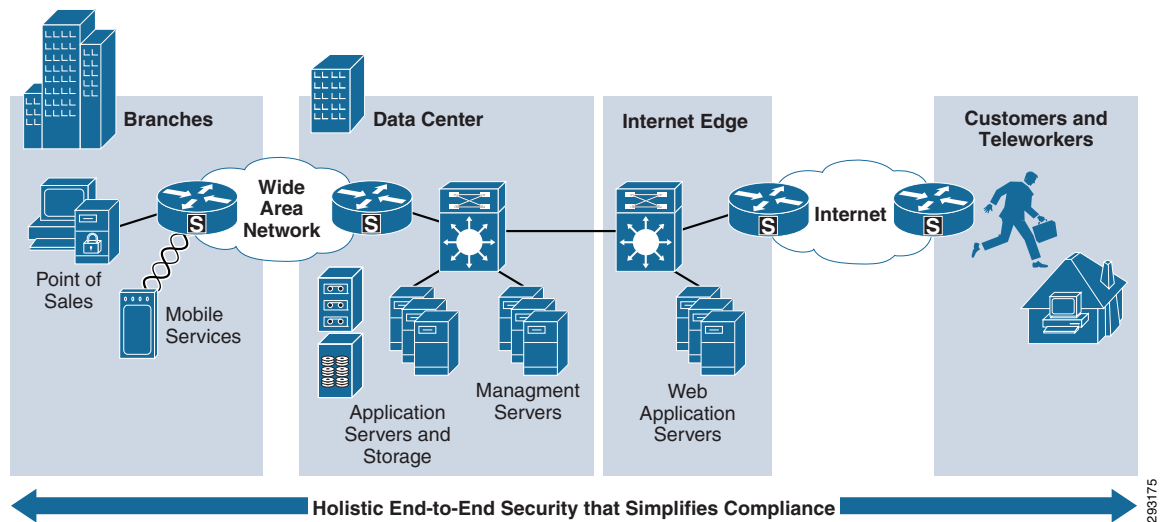 Branches
Data Center
Internet Edge
Customers and
Teleworkers
Wide
Area
Network
Internet
S
S
S
S
Point of
Sales
Mobile
Services
Application
Servers and
Storage
Managment
Servers
Web
Application
Servers
Holistic End-to-End Security that Simplifies Compliance
293175